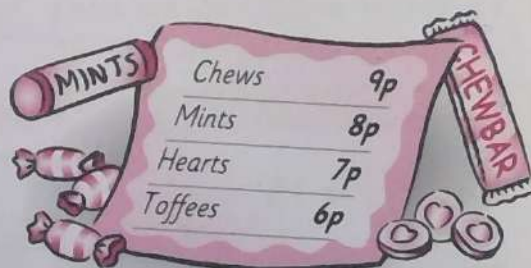 MINTS
CHEWBAR
Chews 9p
Mints 8p
Hearts 7p
Toffees 6p